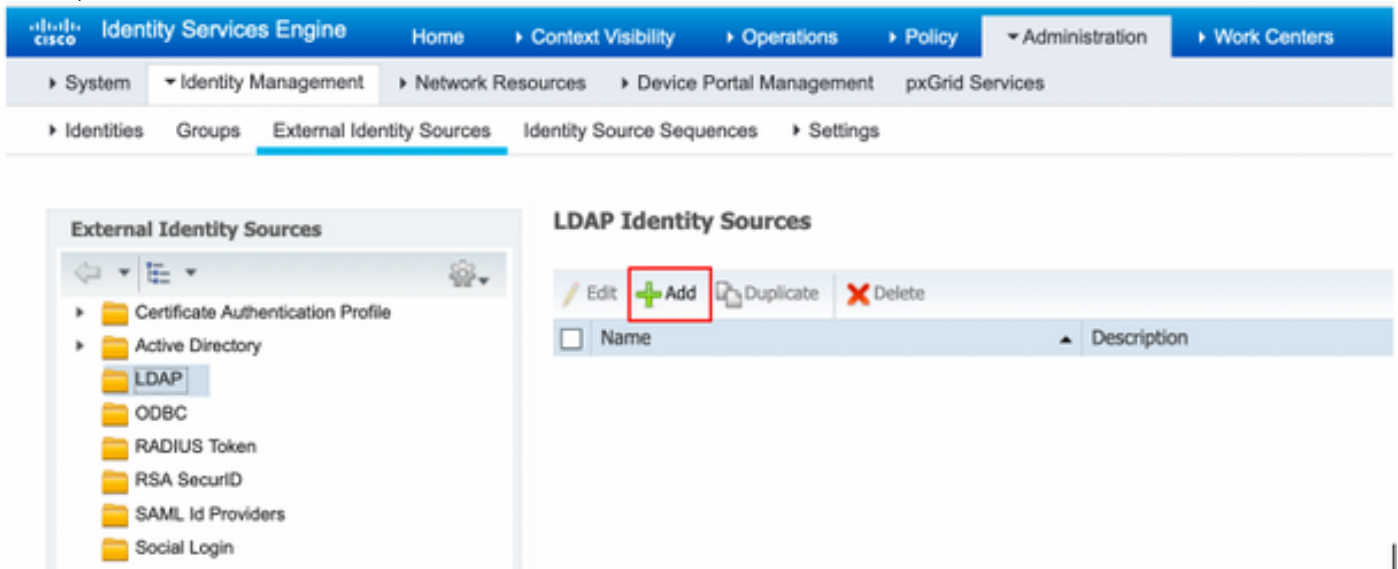 cisco Identity Services Engine Home Context Visibility Operations Policy Administration Work Centers
System Identity Management Network Resources Device Portal Management pxGrid Services
Identities Groups External Identity Sources Identity Source Sequences Settings
External Identity Sources
Certificate Authentication Profile
Active Directory
LDAP
ODBC
RADIUS Token
RSA SecurID
SAML Id Providers
Social Login
LDAP Identity Sources
Edit Add Duplicate Delete
Name Description